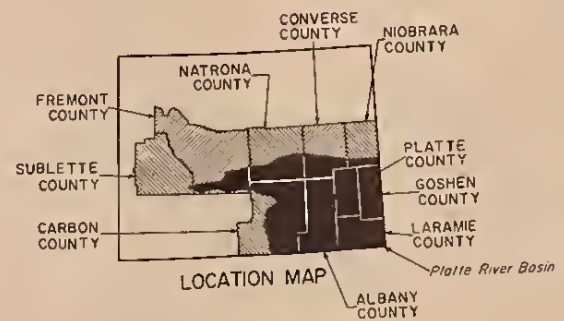 CONVERSE
COUNTY
NIOBRARA
COUNTY
NATRONA
COUNTY
FREMONT
COUNTY
PLATTE
COUNTY
SUBLETTE
COUNTY
GOSHEN
COUNTY
CARBON
COUNTY
LARAMIE
COUNTY
Platte River Basin
LOCATION MAP
ALBANY
COUNTY